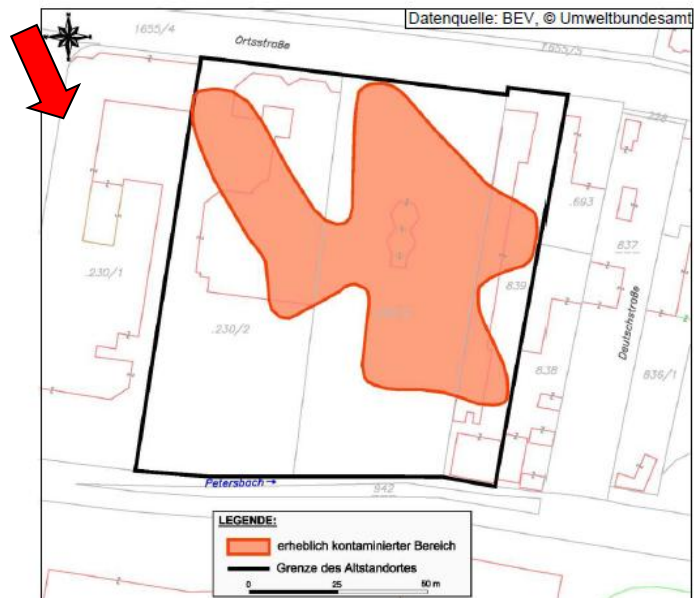 Datenquelle: BEV, © Umweltbundesamt
1655/4
Ortsstraße
1655/5
228
.693
837
.230/1
839
Deutschstraße
.230/2
838
836/1
Petersbach →
942
LEGENDE:
erheblich kontaminierter Bereich
Grenze des Altstandortes
0 25 50 m